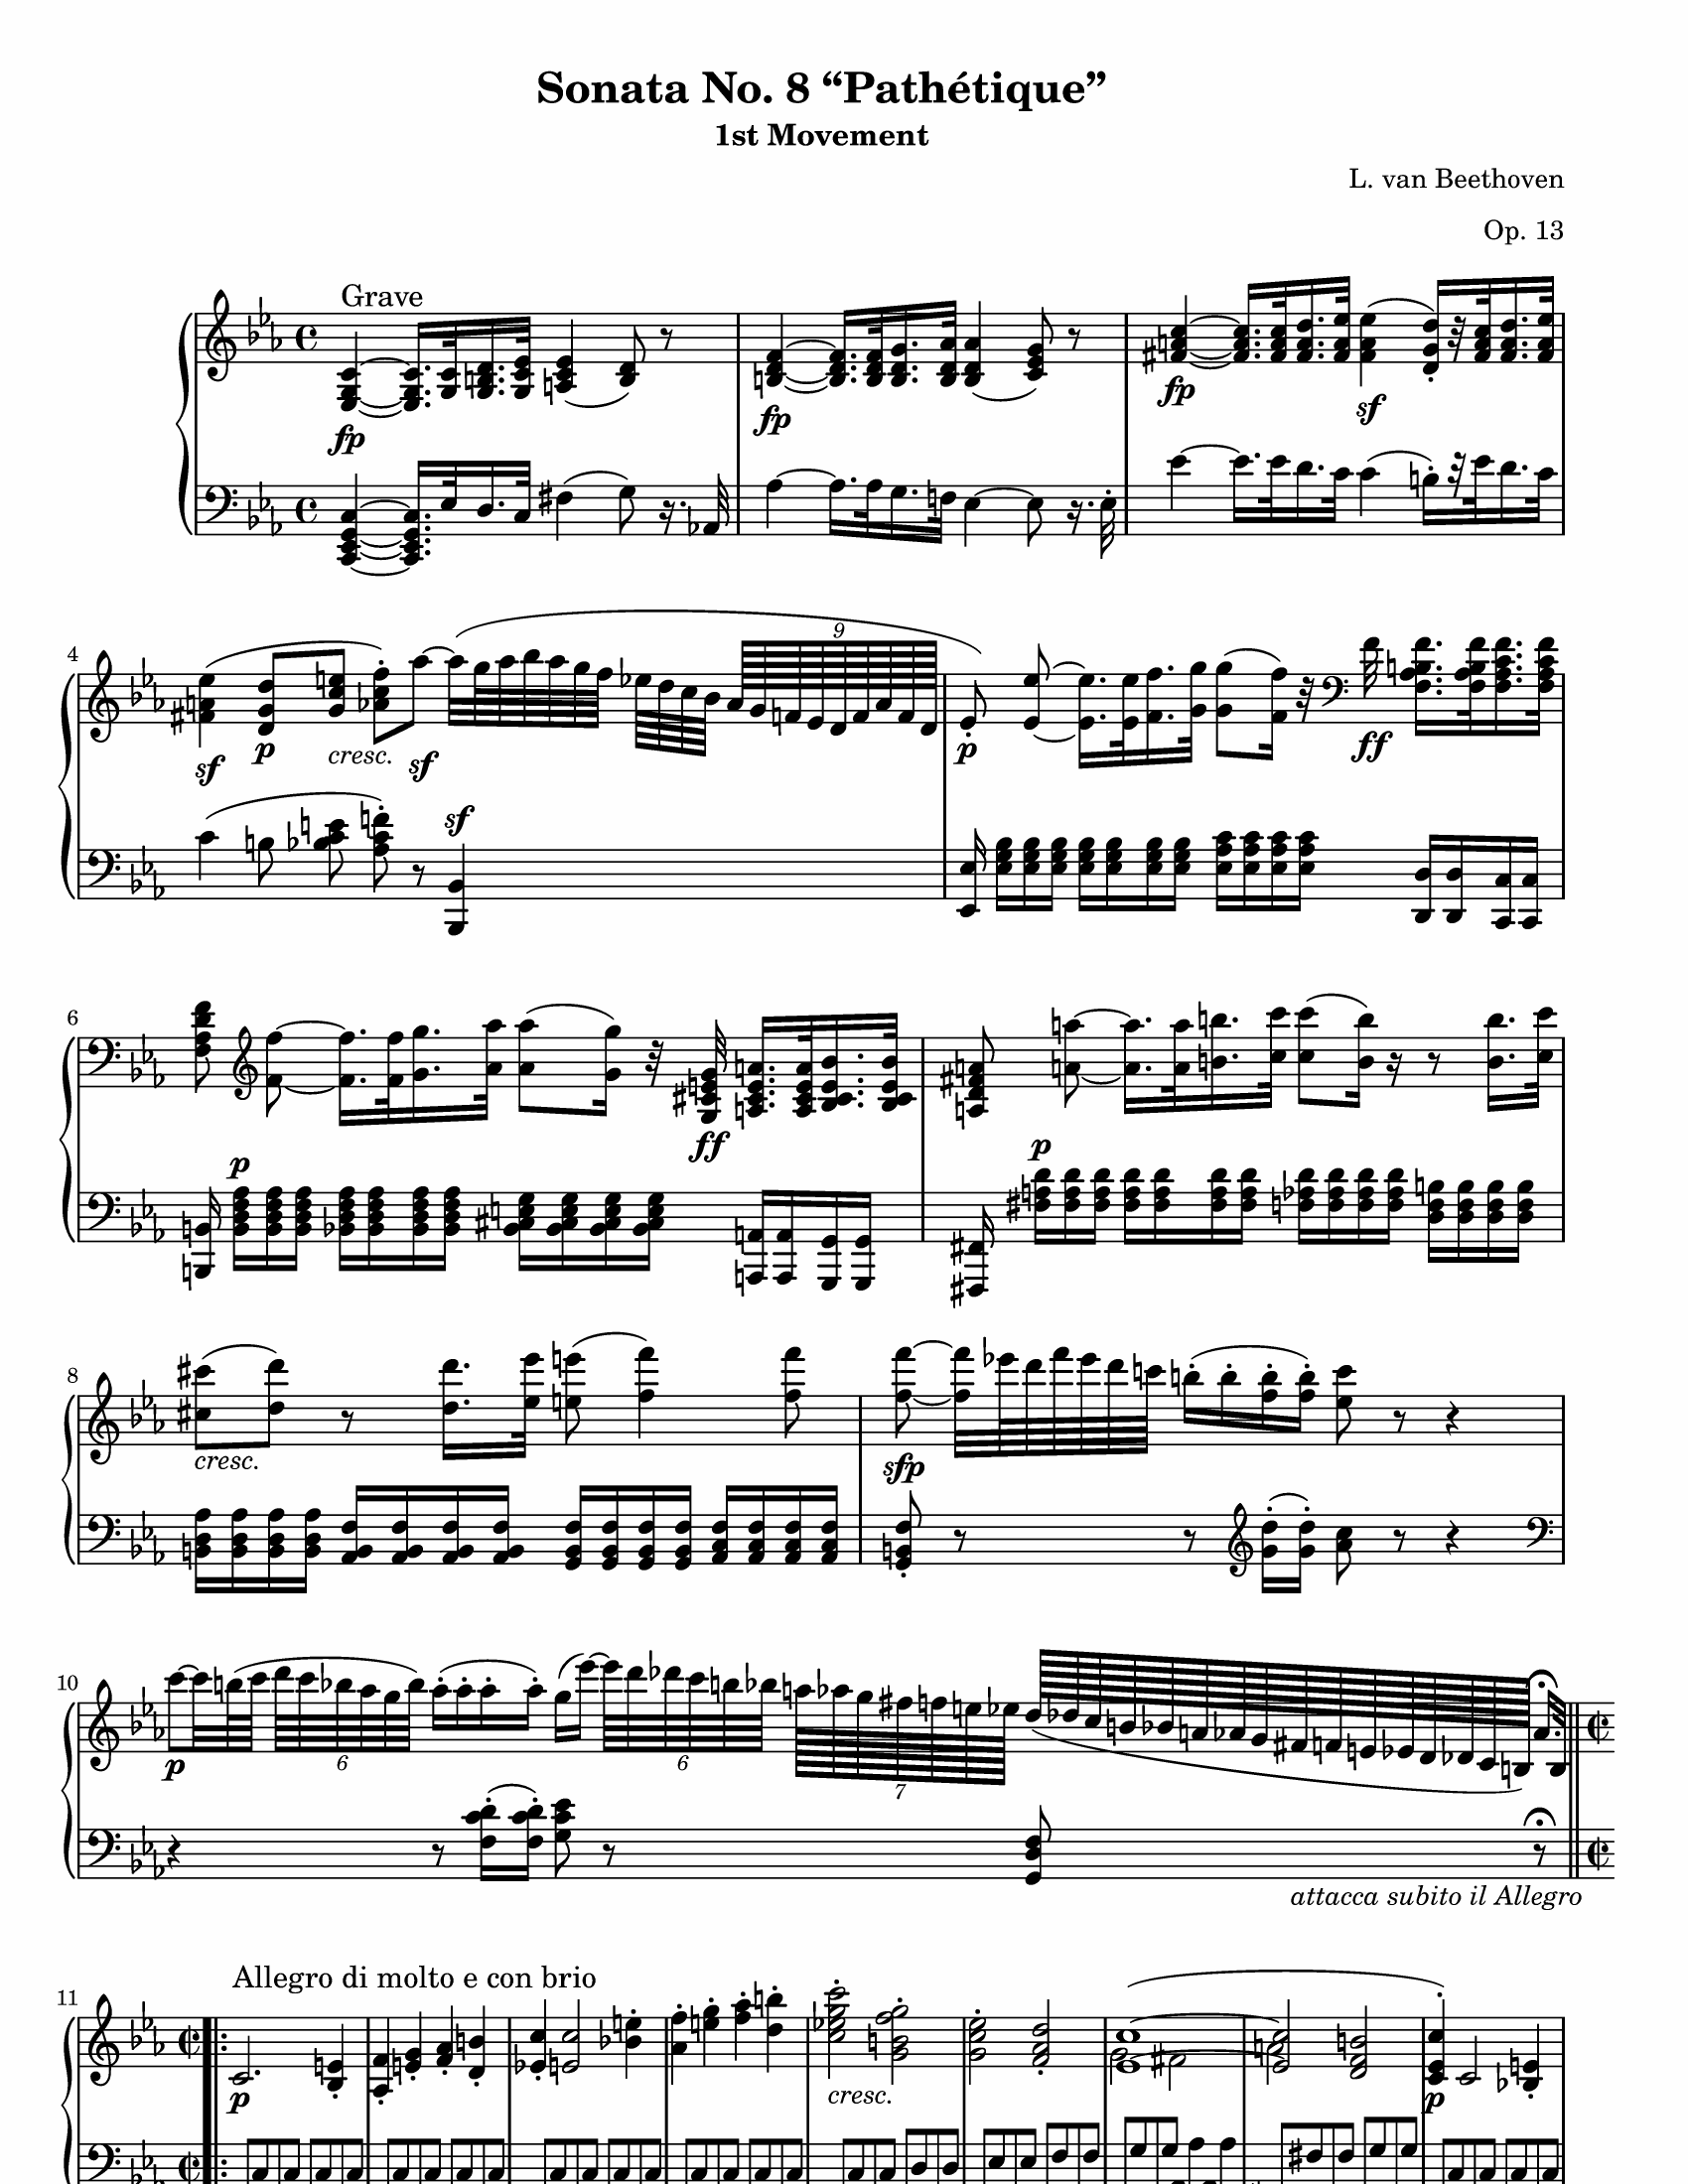 Sonata No. 8 “Pathétique”
1st Movement
L. van Beethoven
Op. 13
Grave
fp
fp
fp
sf
4
9
sf
p
cresc.
sf
p
ff
sf
6
ff
p
p
8
cresc.
sfp
10
p
6
6
7
attacca subito il Allegro
Allegro di molto e con brio
11
p
cresc.
p